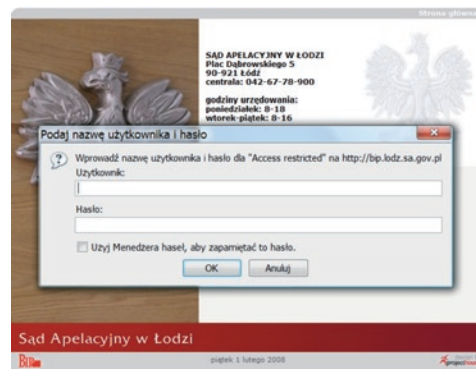 Strona główna
SĄD APELACYJNY W ŁODZI
Plac Dąbrowskiego 5
90-921 Łódź
centrala: 042-67-78-900
godziny urzędowania:
poniedziałek: 8-18
wtorek-piątek: 8-16
Podaj nazwę użytkownika i hasło
Wprowadź nazwę użytkownika i hasło dla "Access restricted" na http://bip.lodz.sa.gov.pl
Użytkownik:
Hasło:
Użyj Menedżera haseł, aby zapamiętać to hasło.
OK
Anuluj
Sąd Apelacyjny w Łodzi
BIP
piątek 1 lutego 2008